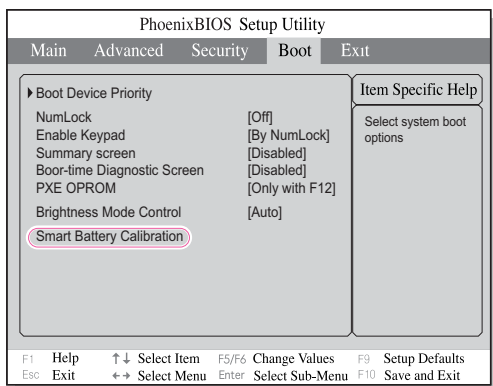 PhoenixBIOS Setup Utility
Main Advanced Security Boot Exit
Boot Device Priority
NumLock [Off]
Enable Keypad [By NumLock]
Summary screen [Disabled]
Boor-time Diagnostic Screen [Disabled]
PXE OPROM [Only with F12]
Brightness Mode Control [Auto]
Smart Battery Calibration
Item Specific Help
Select system boot
options
F1 Help ↑↓ Select Item F5/F6 Change Values F9 Setup Defaults
Esc Exit ←→ Select Menu Enter Select Sub-Menu F10 Save and Exit